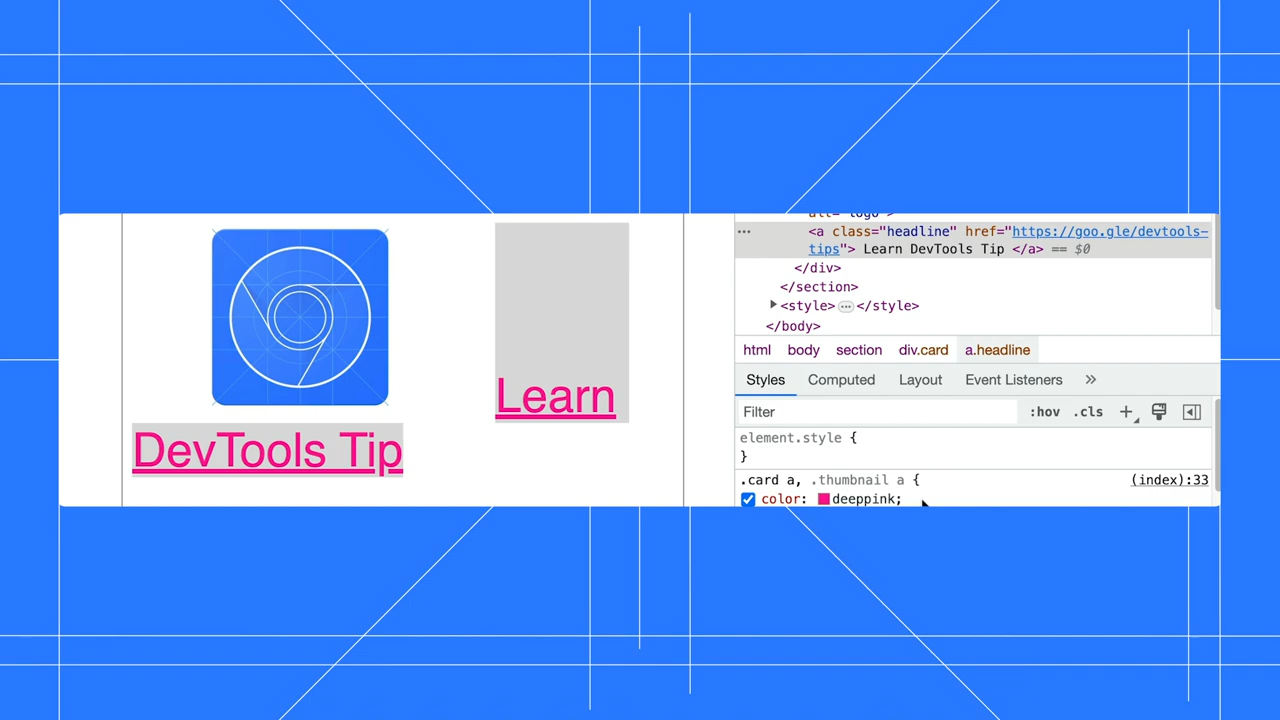 Learn
DevTools Tip
alt="logo">
<a class="headline" href="https://goo.gle/devtools-
tips"> Learn DevTools Tip </a> == $0
</div>
</section>
<style> … </style>
</body>
html body section div.card a.headline
Styles Computed Layout Event Listeners »
Filter :hov .cls +
element.style {
}
.card a, .thumbnail a { (index):33
color: deeppink;